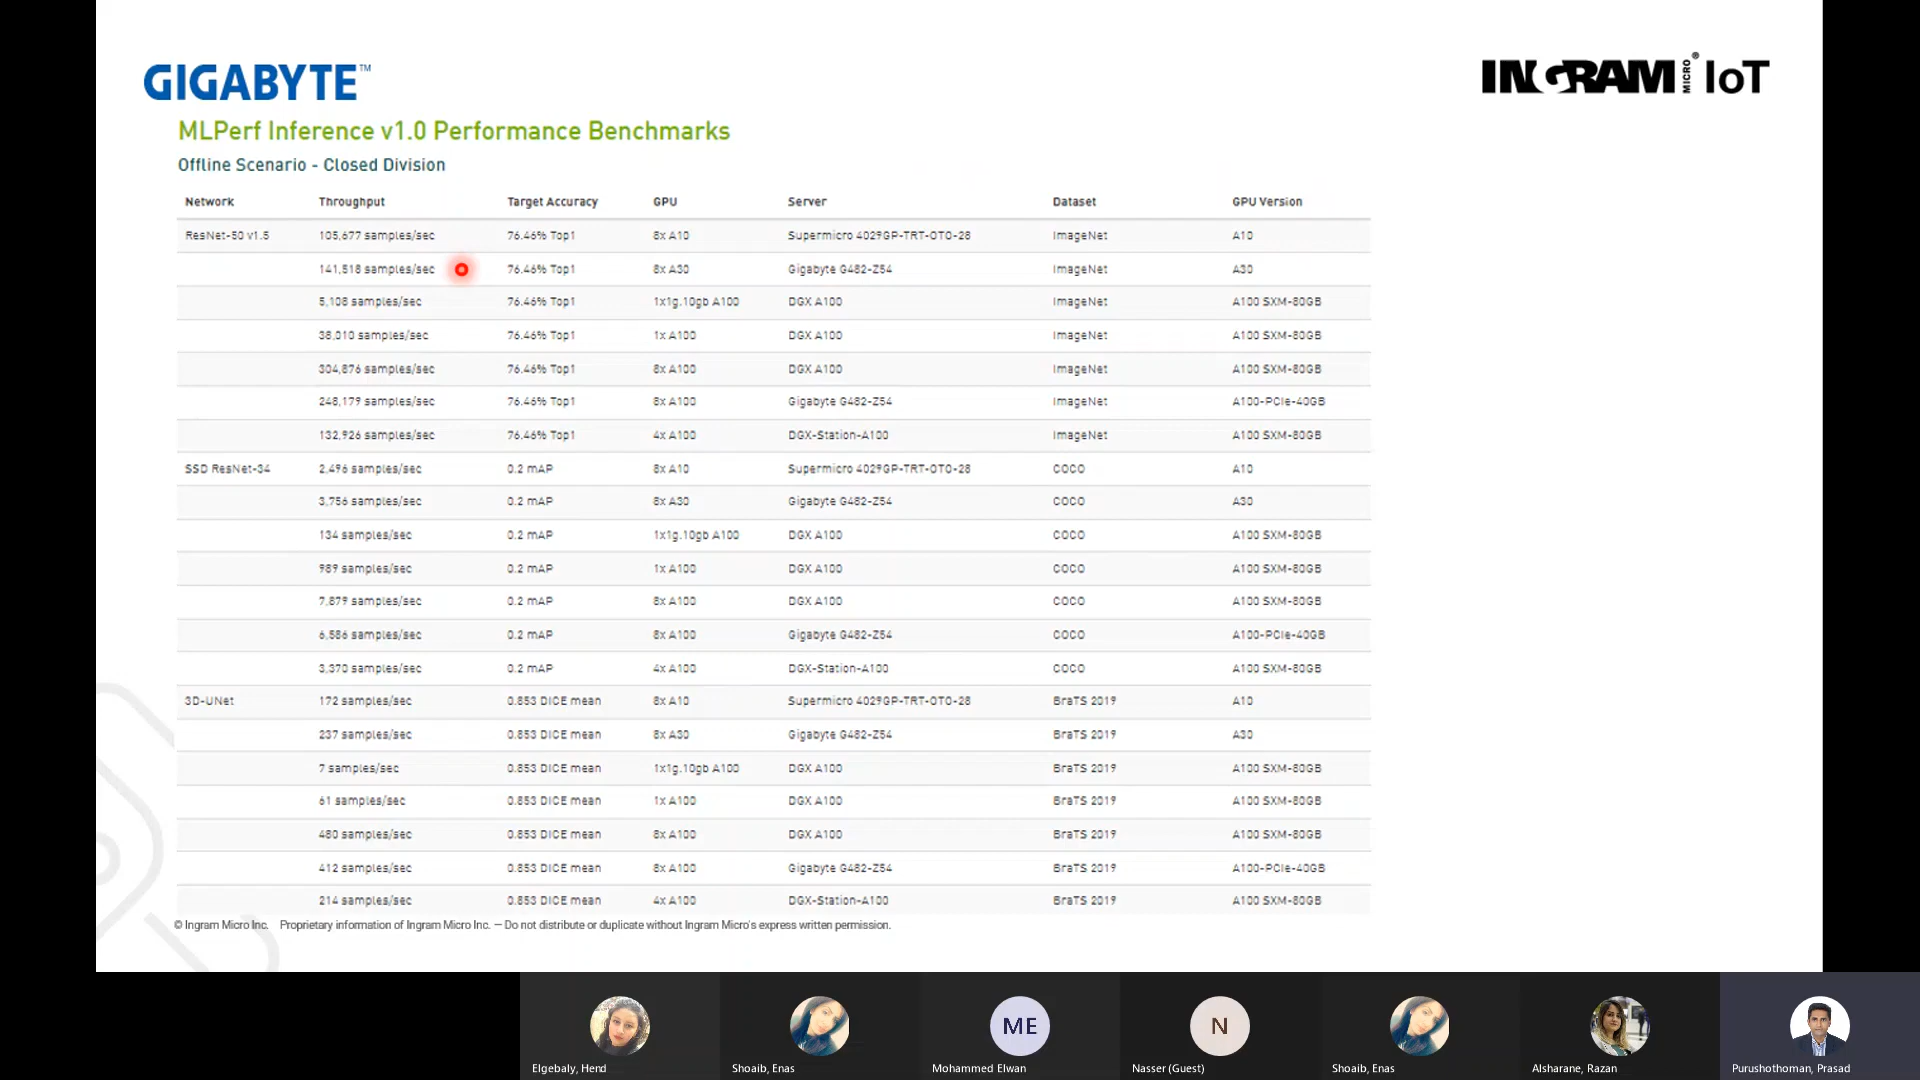 GIGABYTE™
INGRAM MICRO® IoT
MLPerf Inference v1.0 Performance Benchmarks
Offline Scenario - Closed Division
Network Throughput Target Accuracy GPU Server Dataset GPU Version
ResNet-50 v1.5 105,677 samples/sec 76.46% Top1 8x A10 Supermicro 4029GP-TRT-OTO-28 ImageNet A10
141,518 samples/sec 76.46% Top1 8x A30 Gigabyte G482-Z54 ImageNet A30
5,108 samples/sec 76.46% Top1 1x1g.10gb A100 DGX A100 ImageNet A100 SXM-80GB
38,010 samples/sec 76.46% Top1 1x A100 DGX A100 ImageNet A100 SXM-80GB
304,876 samples/sec 76.46% Top1 8x A100 DGX A100 ImageNet A100 SXM-80GB
248,179 samples/sec 76.46% Top1 8x A100 Gigabyte G482-Z54 ImageNet A100-PCIe-40GB
132,926 samples/sec 76.46% Top1 4x A100 DGX-Station-A100 ImageNet A100 SXM-80GB
SSD ResNet-34 2,496 samples/sec 0.2 mAP 8x A10 Supermicro 4029GP-TRT-OTO-28 COCO A10
3,756 samples/sec 0.2 mAP 8x A30 Gigabyte G482-Z54 COCO A30
134 samples/sec 0.2 mAP 1x1g.10gb A100 DGX A100 COCO A100 SXM-80GB
989 samples/sec 0.2 mAP 1x A100 DGX A100 COCO A100 SXM-80GB
7,879 samples/sec 0.2 mAP 8x A100 DGX A100 COCO A100 SXM-80GB
6,586 samples/sec 0.2 mAP 8x A100 Gigabyte G482-Z54 COCO A100-PCIe-40GB
3,370 samples/sec 0.2 mAP 4x A100 DGX-Station-A100 COCO A100 SXM-80GB
3D-UNet 172 samples/sec 0.853 DICE mean 8x A10 Supermicro 4029GP-TRT-OTO-28 BraTS 2019 A10
237 samples/sec 0.853 DICE mean 8x A30 Gigabyte G482-Z54 BraTS 2019 A30
7 samples/sec 0.853 DICE mean 1x1g.10gb A100 DGX A100 BraTS 2019 A100 SXM-80GB
61 samples/sec 0.853 DICE mean 1x A100 DGX A100 BraTS 2019 A100 SXM-80GB
480 samples/sec 0.853 DICE mean 8x A100 DGX A100 BraTS 2019 A100 SXM-80GB
412 samples/sec 0.853 DICE mean 8x A100 Gigabyte G482-Z54 BraTS 2019 A100-PCIe-40GB
214 samples/sec 0.853 DICE mean 4x A100 DGX-Station-A100 BraTS 2019 A100 SXM-80GB
© Ingram Micro Inc. Proprietary information of Ingram Micro Inc. — Do not distribute or duplicate without Ingram Micro's express written permission.
ME N
Elgebaly, Hend Shoaib, Enas Mohammed Elwan Nasser (Guest) Shoaib, Enas Alsharane, Razan Purushothoman, Prasad